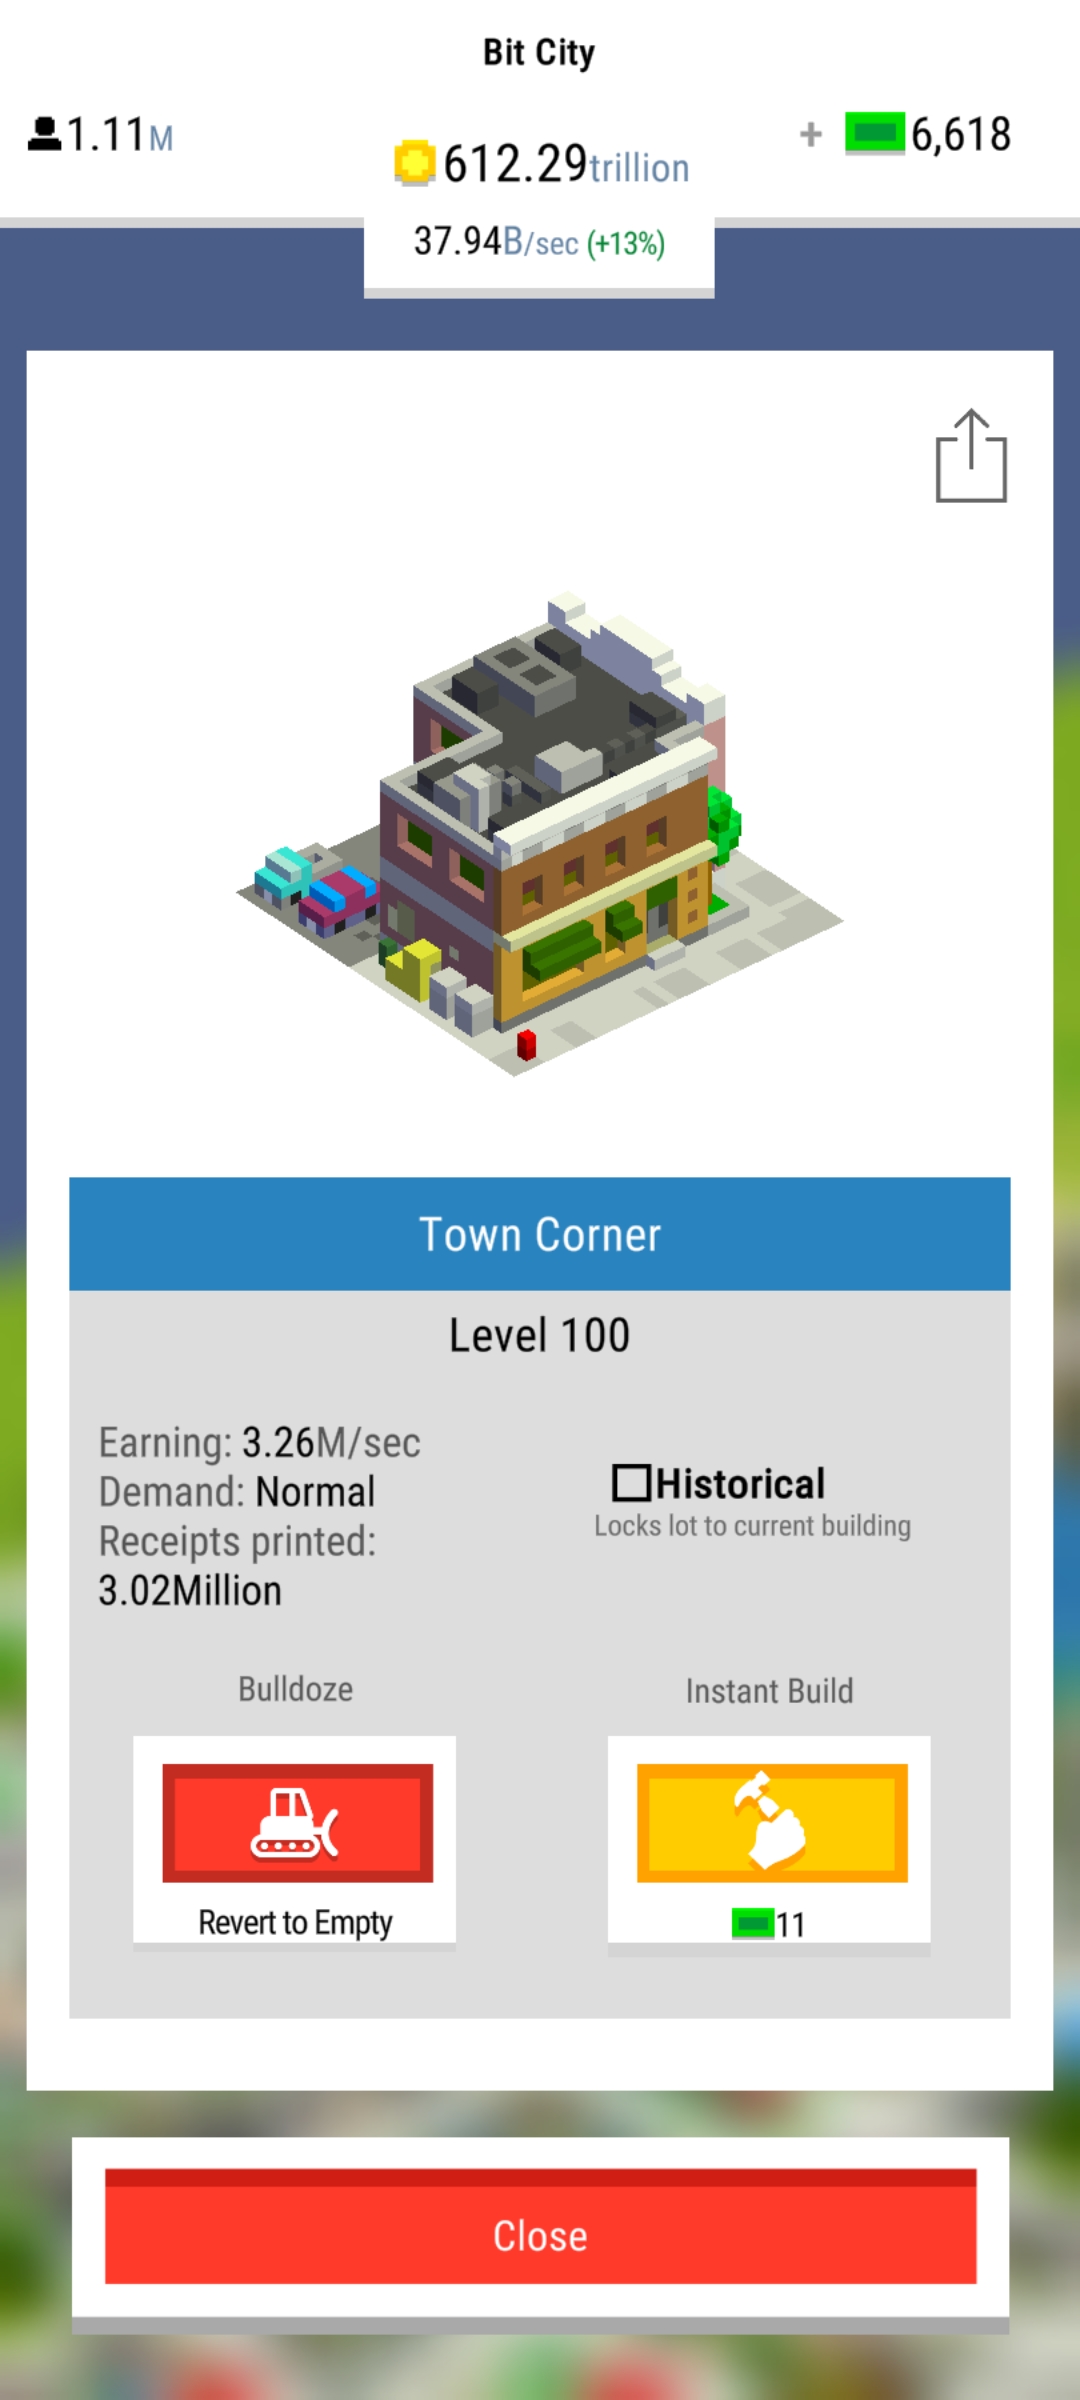 Bit City
1.11M
612.29trillion
+ 6,618
37.94B/sec (+13%)
Town Corner
Level 100
Earning: 3.26M/sec
Demand: Normal
Receipts printed:
3.02Million
Historical
Locks lot to current building
Bulldoze
Revert to Empty
Instant Build
11
Close